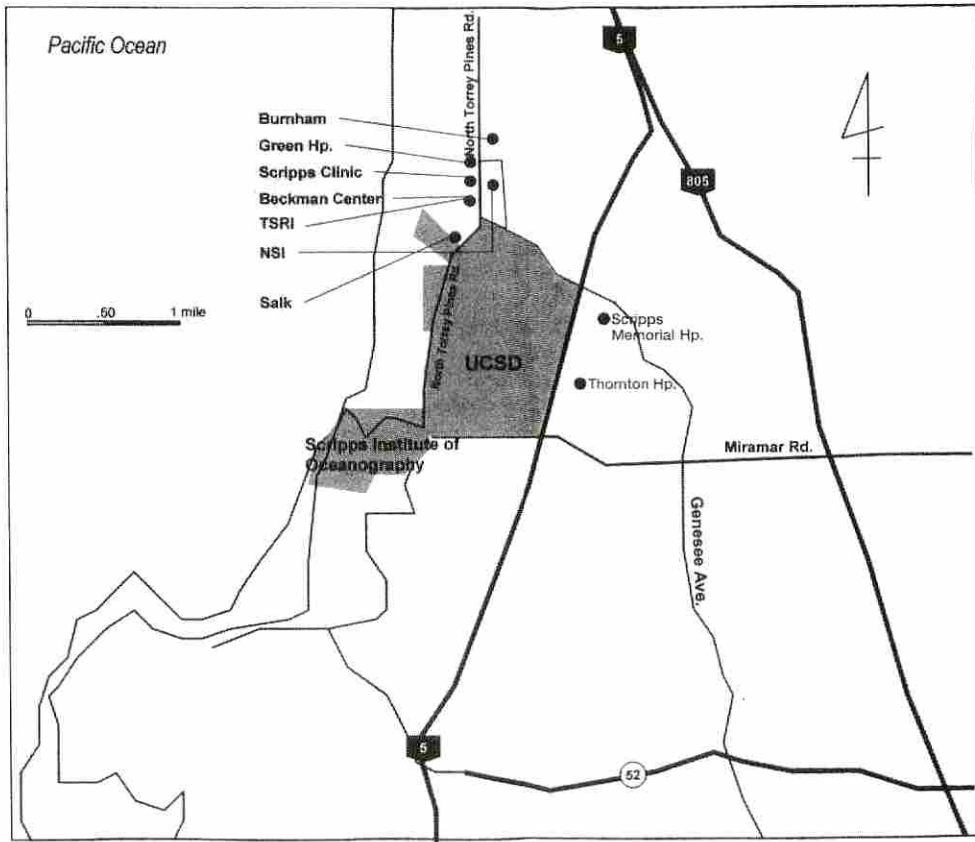 Pacific Ocean
North Torrey Pines Rd.
5
Burnham
Green Hp.
Scripps Clinic
Beckman Center
TSRI
NSI
Salk
805
0 .50 1 mile
North Torrey Pines Rd.
Scripps
Memorial Hp.
UCSD
Thornton Hp.
Scripps Institute of
Oceanography
Miramar Rd.
Genesee Ave.
5
52